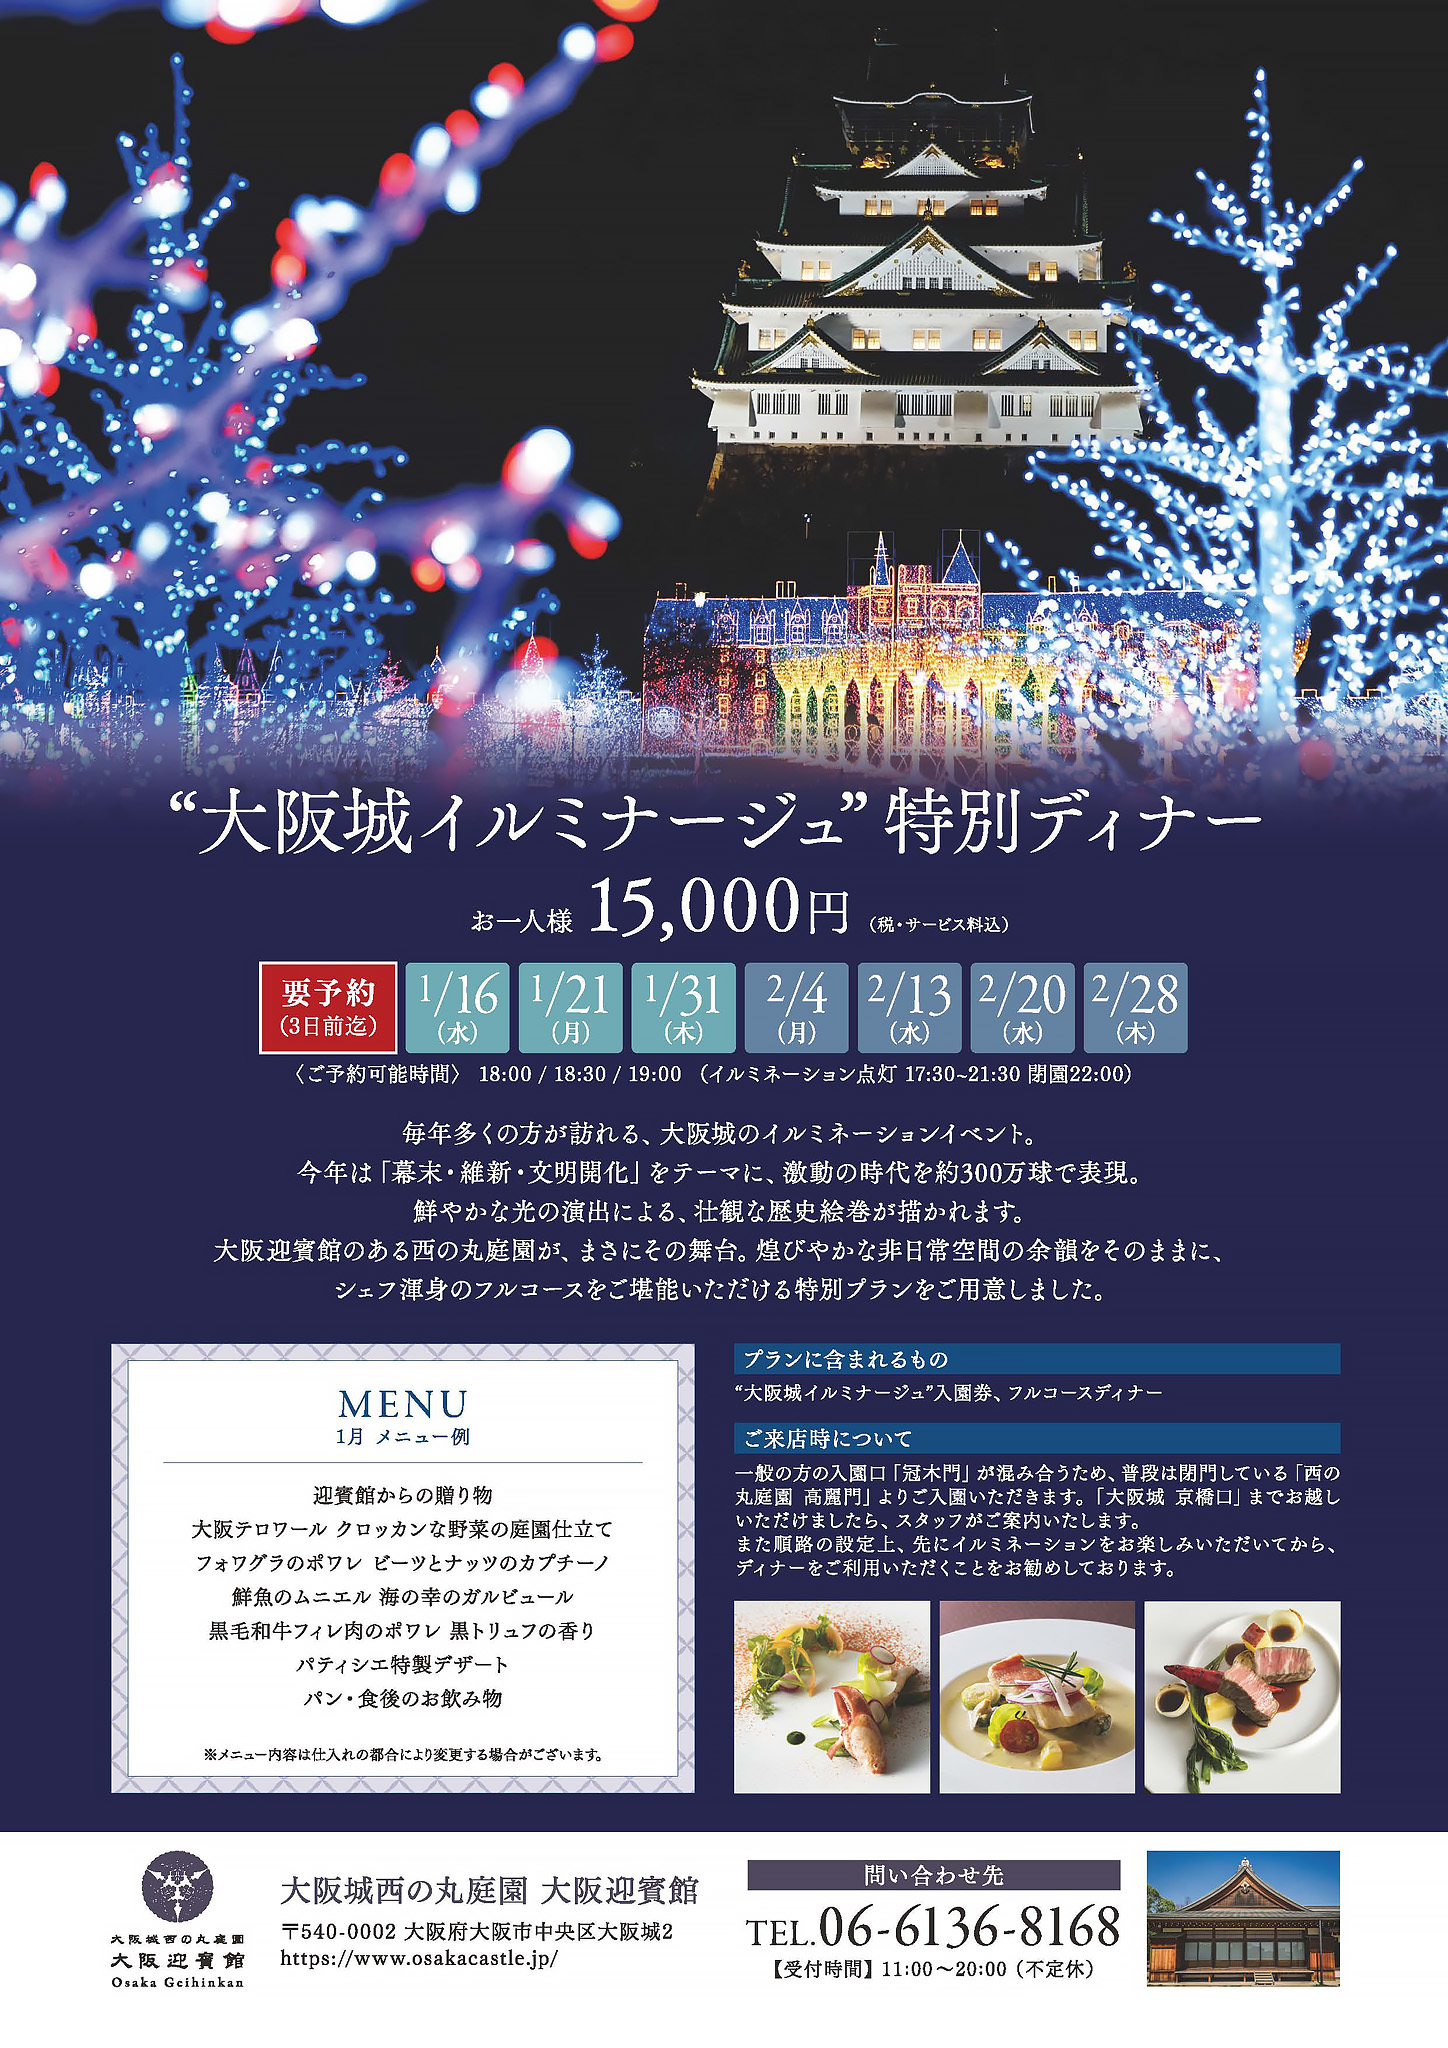 “大阪城イルミナージュ”特別ディナー
お一人様 15,000円 (税・サービス料込)
要予約
(3日前迄)
1/16
(水)
1/21
(月)
1/31
(木)
2/4
(月)
2/13
(水)
2/20
(水)
2/28
(木)
〈ご予約可能時間〉 18:00 / 18:30 / 19:00 (イルミネーション点灯 17:30~21:30 閉園22:00)
毎年多くの方が訪れる、大阪城のイルミネーションイベント。
今年は「幕末・維新・文明開化」をテーマに、激動の時代を約300万球で表現。
鮮やかな光の演出による、壮観な歴史絵巻が描かれます。
大阪迎賓館のある西の丸庭園が、まさにその舞台。煌びやかな非日常空間の余韻をそのままに、
シェフ渾身のフルコースをご堪能いただける特別プランをご用意しました。
MENU
1月 メニュー例
迎賓館からの贈り物
大阪テロワール クロッカンな野菜の庭園仕立て
フォワグラのポワレ ビーツとナッツのカプチーノ
鮮魚のムニエル 海の幸のガルビュール
黒毛和牛フィレ肉のポワレ 黒トリュフの香り
パティシエ特製デザート
パン・食後のお飲み物
※メニュー内容は仕入れの都合により変更する場合がございます。
プランに含まれるもの
“大阪城イルミナージュ”入園券、フルコースディナー
ご来店時について
一般の方の入園口「冠木門」が混み合うため、普段は閉門している「西の
丸庭園 高麗門」よりご入園いただきます。「大阪城 京橋口」までお越し
いただけましたら、スタッフがご案内いたします。
また順路の設定上、先にイルミネーションをお楽しみいただいてから、
ディナーをご利用いただくことをお勧めしております。
大阪城西の丸庭園
大阪迎賓館
Osaka Geihinkan
大阪城西の丸庭園 大阪迎賓館
〒540-0002 大阪府大阪市中央区大阪城2
https://www.osakacastle.jp/
問い合わせ先
TEL.06-6136-8168
【受付時間】11:00〜20:00 (不定休)